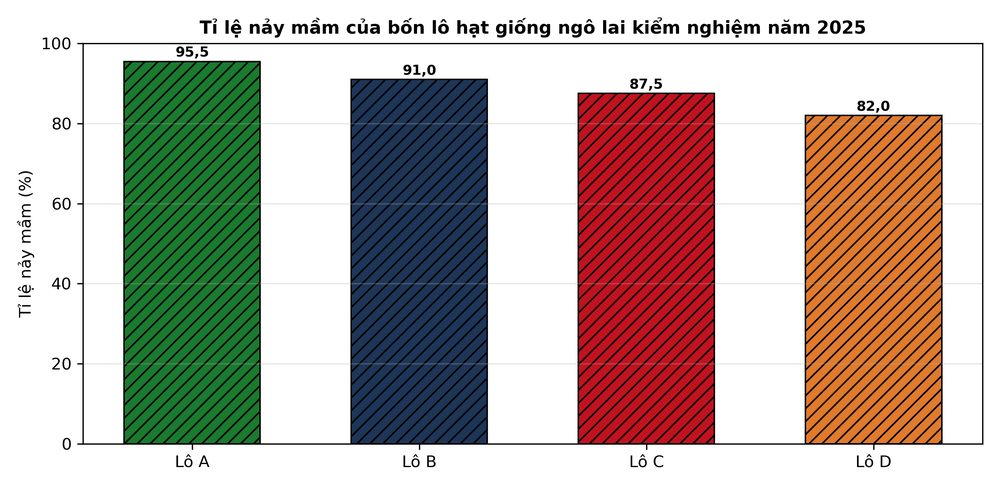 Tỉ lệ nảy mầm của bốn lô hạt giống ngô lai kiểm nghiệm năm 2025
Tỉ lệ nảy mầm (%)
100
80
60
40
20
0
95,5
91,0
87,5
82,0
Lô A
Lô B
Lô C
Lô D